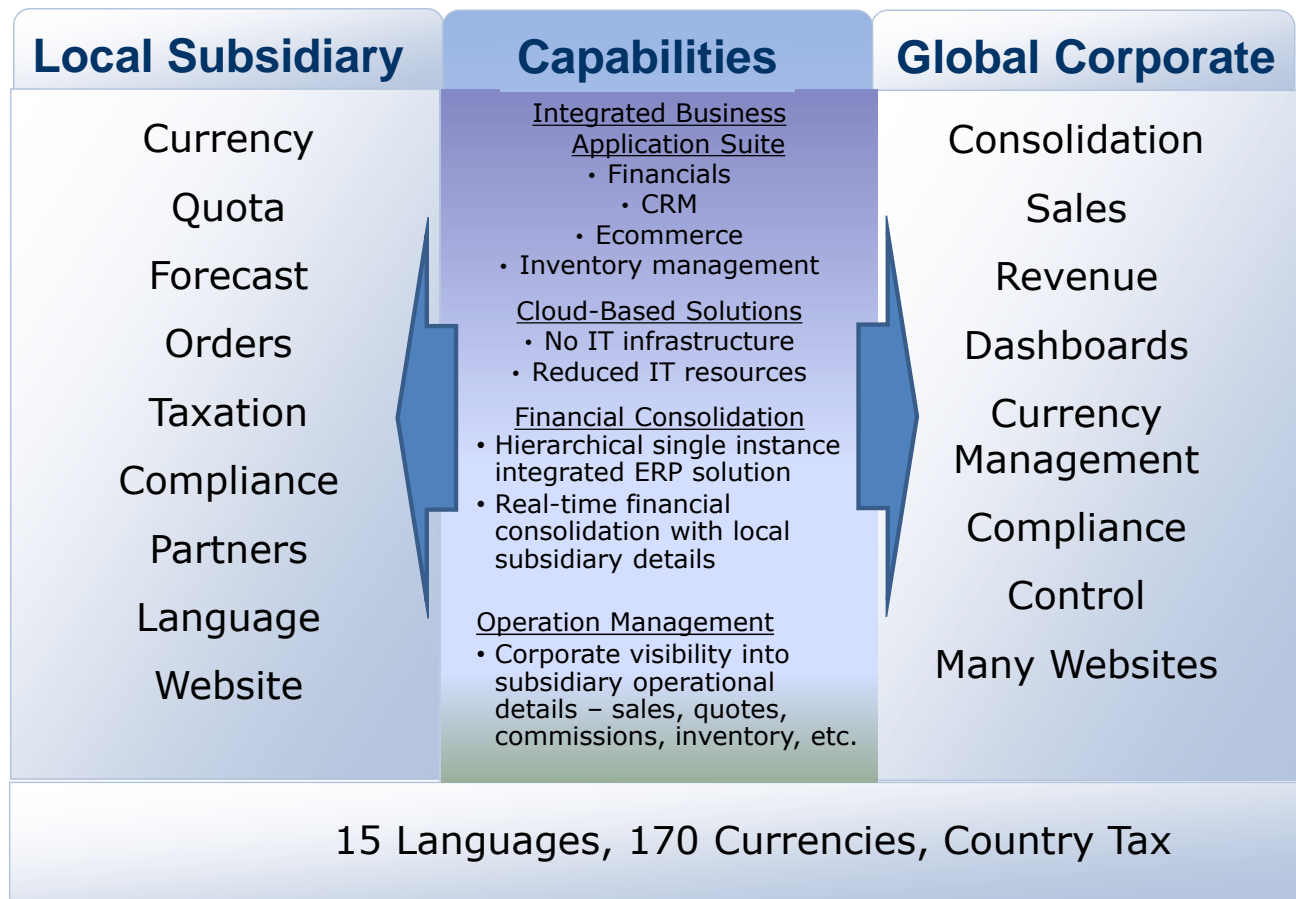 Local Subsidiary
Currency
Quota
Forecast
Orders
Taxation
Compliance
Partners
Language
Website
Capabilities
Integrated Business
Application Suite
• Financials
• CRM
• Ecommerce
• Inventory management
Cloud-Based Solutions
• No IT infrastructure
• Reduced IT resources
Financial Consolidation
• Hierarchical single instance
integrated ERP solution
• Real-time financial
consolidation with local
subsidiary details
Operation Management
• Corporate visibility into
subsidiary operational
details – sales, quotes,
commissions, inventory, etc.
Global Corporate
Consolidation
Sales
Revenue
Dashboards
Currency
Management
Compliance
Control
Many Websites
15 Languages, 170 Currencies, Country Tax